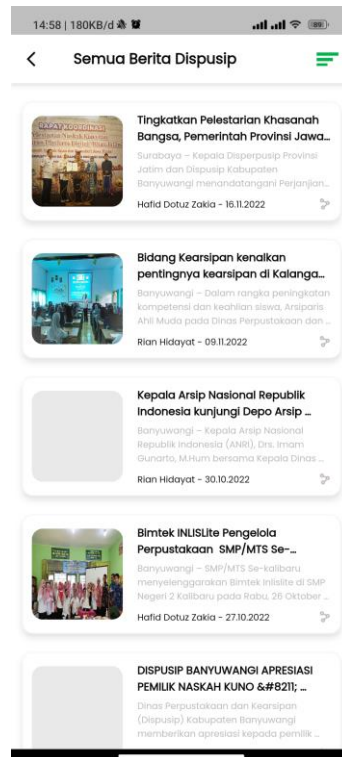 14:58 | 180KB/d
Semua Berita Dispusip
RAPAT KOORDINASI
Tingkatkan Pelestarian Khasanah
Bangsa, Pemerintah Provinsi Jawa...
Surabaya – Kepala Disperpusip Provinsi
Jatim dan Dispusip Kabupaten
Banyuwangi menandatangani Perjanjian...
Hafid Dotuz Zakia - 16.11.2022
Bidang Kearsipan kenalkan
pentingnya kearsipan di Kalanga...
Banyuwangi – Dalam rangka peningkatan
kompetensi dan keahlian siswa, Arsiparis
Ahli Muda pada Dinas Perpustakaan dan ...
Rian Hidayat - 09.11.2022
Kepala Arsip Nasional Republik
Indonesia kunjungi Depo Arsip ...
Banyuwangi – Kepala Arsip Nasional
Republik Indonesia (ANRI), Drs. Imam
Gunarto, M.Hum bersama Kepala Dinas ...
Rian Hidayat - 30.10.2022
Bimtek INLISLite Pengelola
Perpustakaan  SMP/MTS Se-...
Banyuwangi – SMP/MTS Se-kalibaru
menyelenggarakan Bimtek Inlislite di SMP
Negeri 2 Kalibaru pada Rabu, 26 Oktober ...
Hafid Dotuz Zakia - 27.10.2022
DISPUSIP BANYUWANGI APRESIASI
PEMILIK NASKAH KUNO &#8211; ...
Dinas Perpustakaan dan Kearsipan
(Dispusip) Kabupaten Banyuwangi
memberikan apresiasi kepada pemilik ...